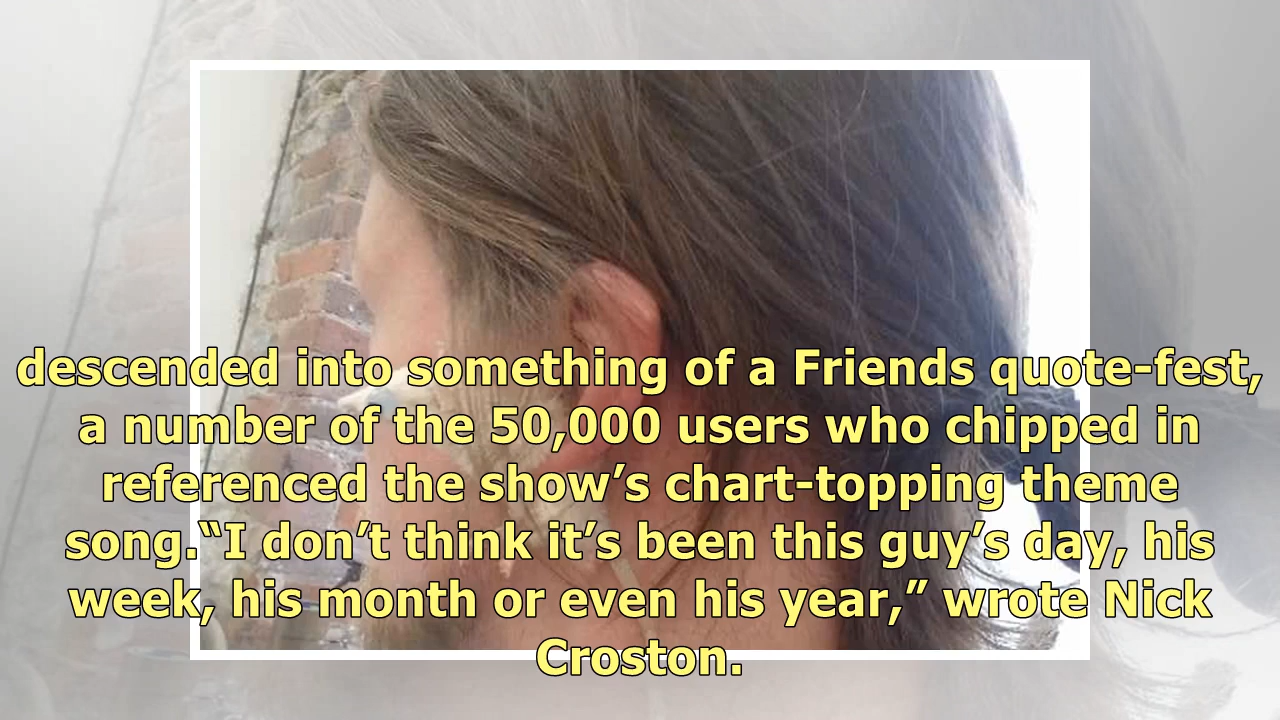 descended into something of a Friends quote-fest,
a number of the 50,000 users who chipped in
referenced the show’s chart-topping theme
song.“I don’t think it’s been this guy’s day, his
week, his month or even his year,” wrote Nick
Croston.